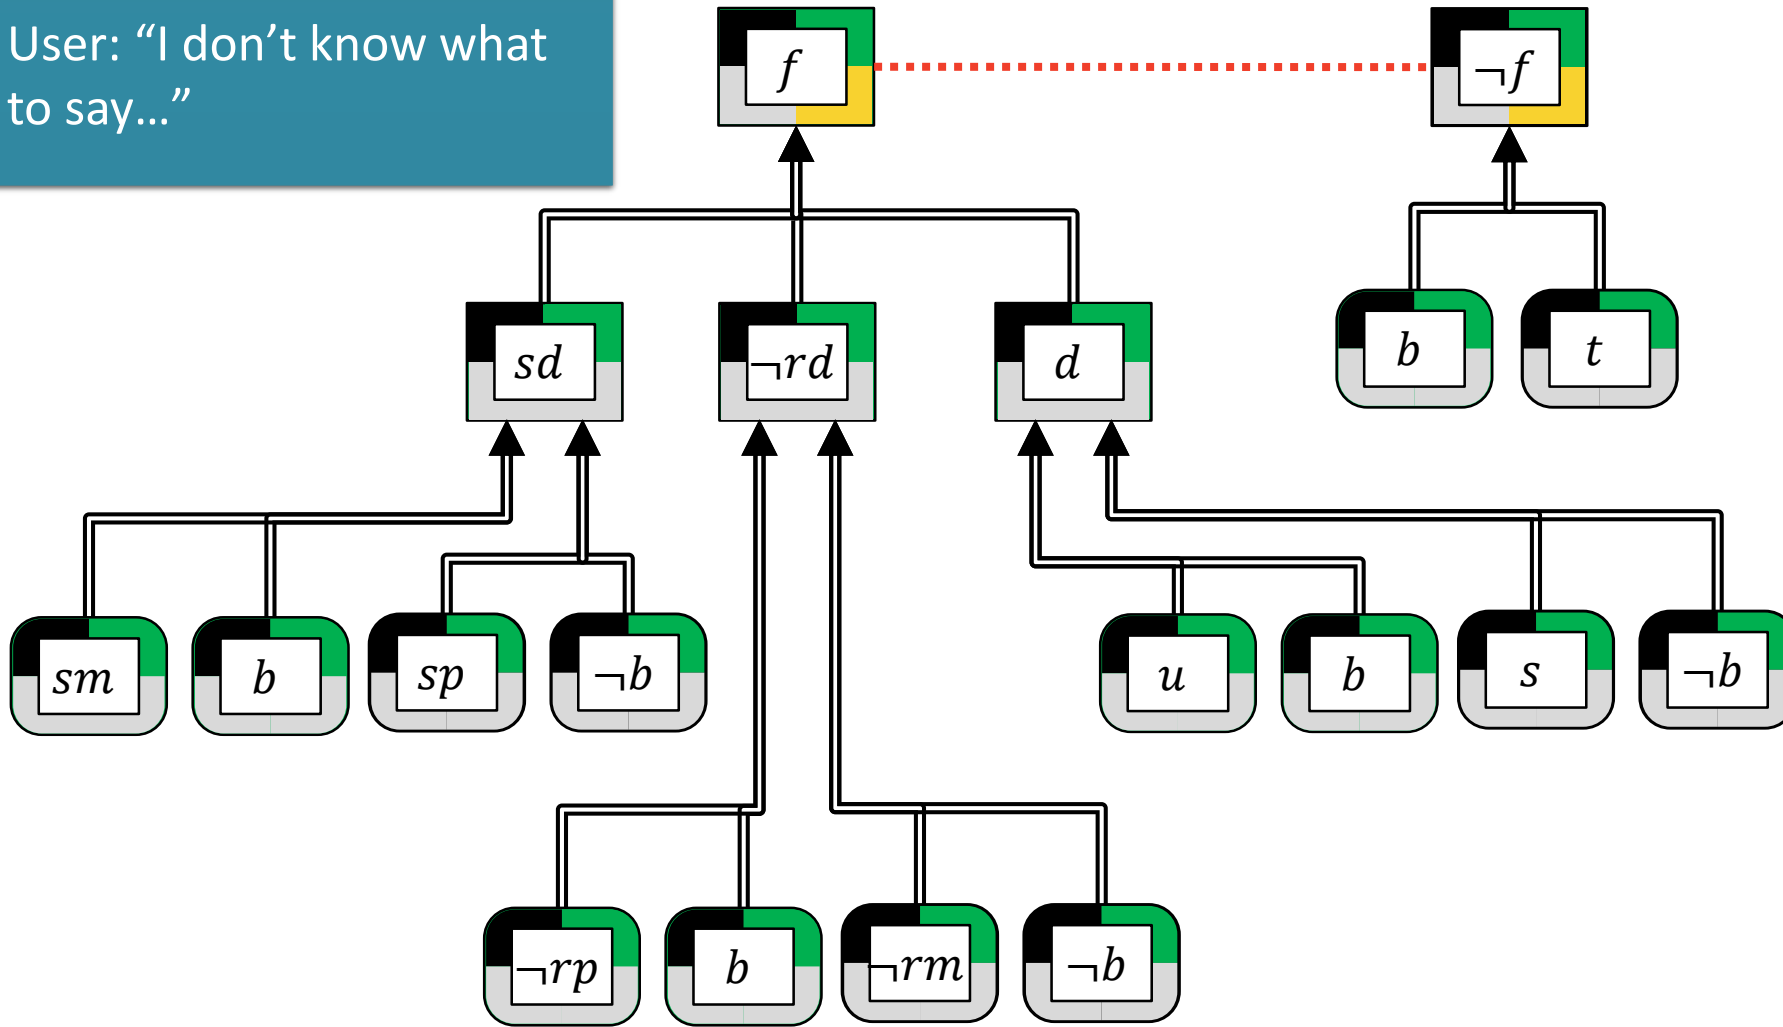 User: “I don’t know what
to say…”
f
¬f
sd
¬rd
d
b
t
sm
b
sp
¬b
u
b
s
¬b
¬rp
b
¬rm
¬b